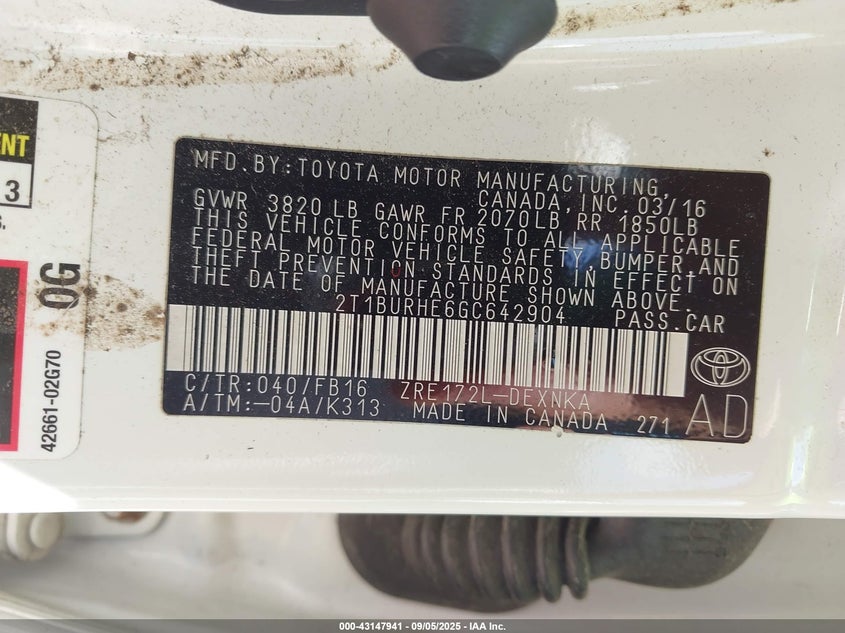 ENT
13
S.
0G
42661-02G70
MFD.BY:TOYOTA MOTOR MANUFACTURING,
CANADA, INC. 03/16
GVWR 3820 LB GAWR FR 2070LB, RR 1850LB
THIS VEHICLE CONFORMS TO ALL APPLICABLE
FEDERAL MOTOR VEHICLE SAFETY, BUMPER, AND
THEFT PREVENTION STANDARDS IN EFFECT ON
THE DATE OF MANUFACTURE SHOWN ABOVE.
2T1BURHE6GC642904 PASS.CAR
C/TR:040/FB16 ZRE172L-DEXNKA
A/TM:-04A/K313 MADE IN CANADA 271
AD
000-43147941 - 09/05/2025 - IAA Inc.